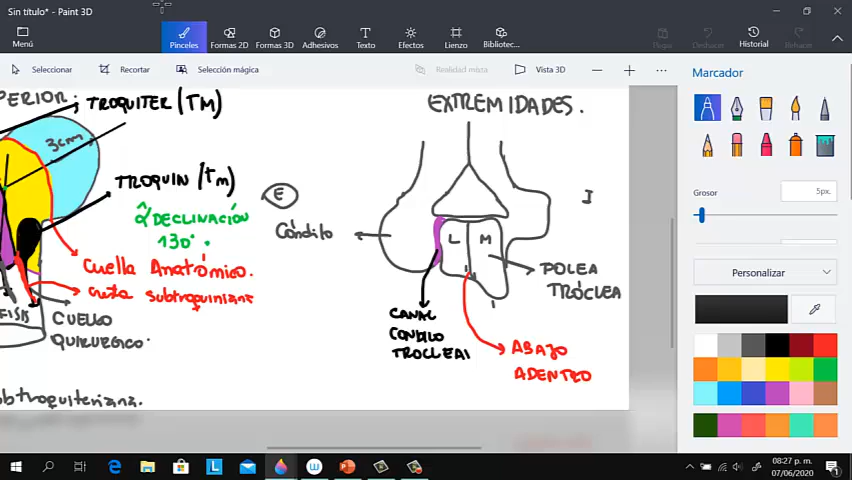 Sin título* - Paint 3D
Menú
Pinceles
Formas 2D
Formas 3D
Adhesivos
Texto
Efectos
Lienzo
Bibliotec...
Pegar
Deshacer
Historial
Rehacer
Seleccionar
Recortar
Selección mágica
Realidad mixta
Vista 3D
Marcador
Grosor
5px.
Personalizar
PERIOR:
TROQUITER (TM)
3cm
TROQUIN (tm)
DECLINACIÓN
130°.
Cuello Anatómico.
cresta subtroquiniana
FISIS
CUELLO
QUIRURGICO.
ubtroquiteriana.
EXTREMIDADES.
E
I
Cóndilo
L
M
POLEA
TRÓCLEA
CANAL
CONDILO
TROCLEAL
ABAJO
ADENTRO
08:27 p. m.
07/06/2020